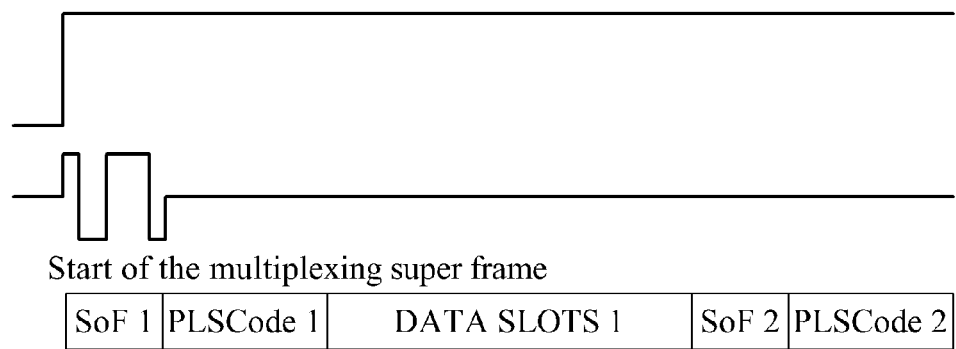 Start of the multiplexing super frame
SoF 1 PLSCode 1 DATA SLOTS 1 SoF 2 PLSCode 2